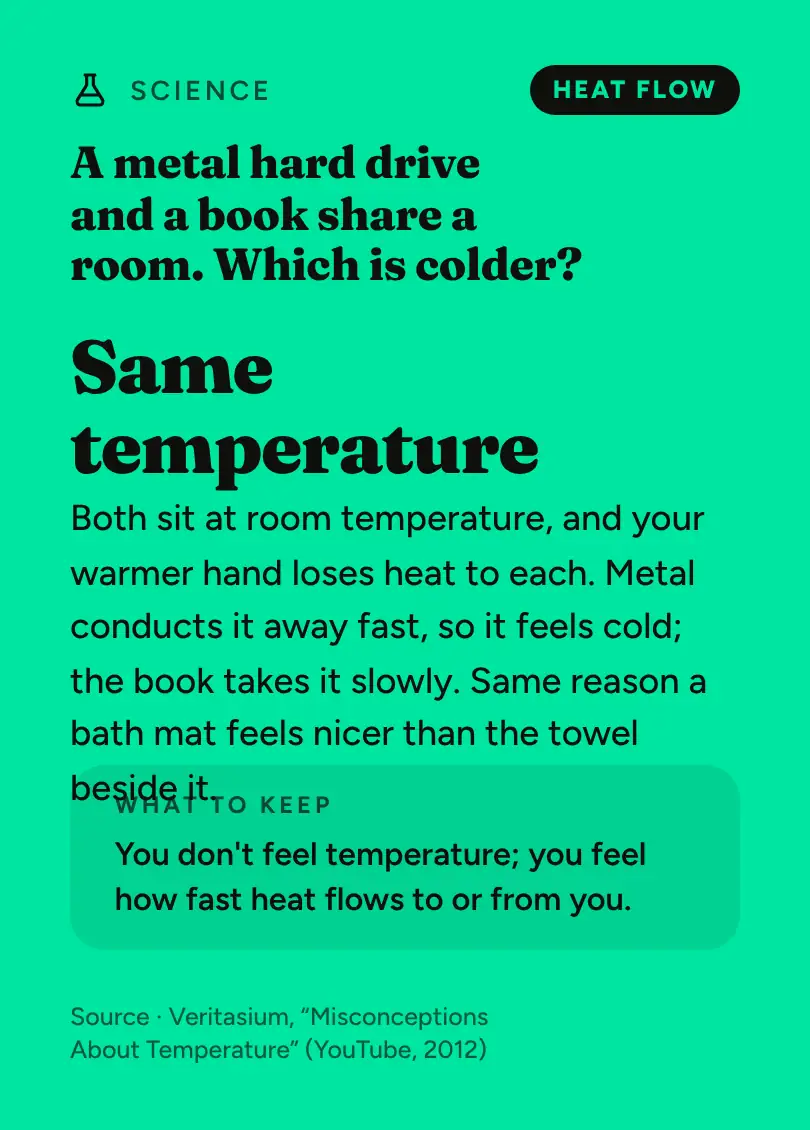 SCIENCE
HEAT FLOW
A metal hard drive
and a book share a
room. Which is colder?
Same
temperature
Both sit at room temperature, and your
warmer hand loses heat to each. Metal
conducts it away fast, so it feels cold;
the book takes it slowly. Same reason a
bath mat feels nicer than the towel
beside it.
WHAT TO KEEP
You don't feel temperature; you feel
how fast heat flows to or from you.
Source · Veritasium, “Misconceptions
About Temperature” (YouTube, 2012)